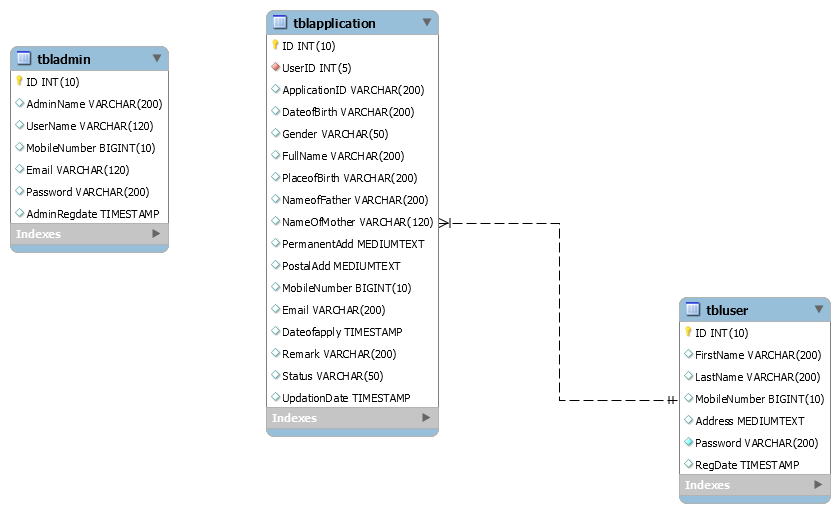 tbladmin
ID INT(10)
AdminName VARCHAR(200)
UserName VARCHAR(120)
MobileNumber BIGINT(10)
Email VARCHAR(120)
Password VARCHAR(200)
AdminRegdate TIMESTAMP
Indexes
tblapplication
ID INT(10)
UserID INT(5)
ApplicationID VARCHAR(200)
DateofBirth VARCHAR(200)
Gender VARCHAR(50)
FullName VARCHAR(200)
PlaceofBirth VARCHAR(200)
NameofFather VARCHAR(200)
NameOfMother VARCHAR(120)
PermanentAdd MEDIUMTEXT
PostalAdd MEDIUMTEXT
MobileNumber BIGINT(10)
Email VARCHAR(200)
Dateofapply TIMESTAMP
Remark VARCHAR(200)
Status VARCHAR(50)
UpdationDate TIMESTAMP
Indexes
tbluser
ID INT(10)
FirstName VARCHAR(200)
LastName VARCHAR(200)
MobileNumber BIGINT(10)
Address MEDIUMTEXT
Password VARCHAR(200)
RegDate TIMESTAMP
Indexes